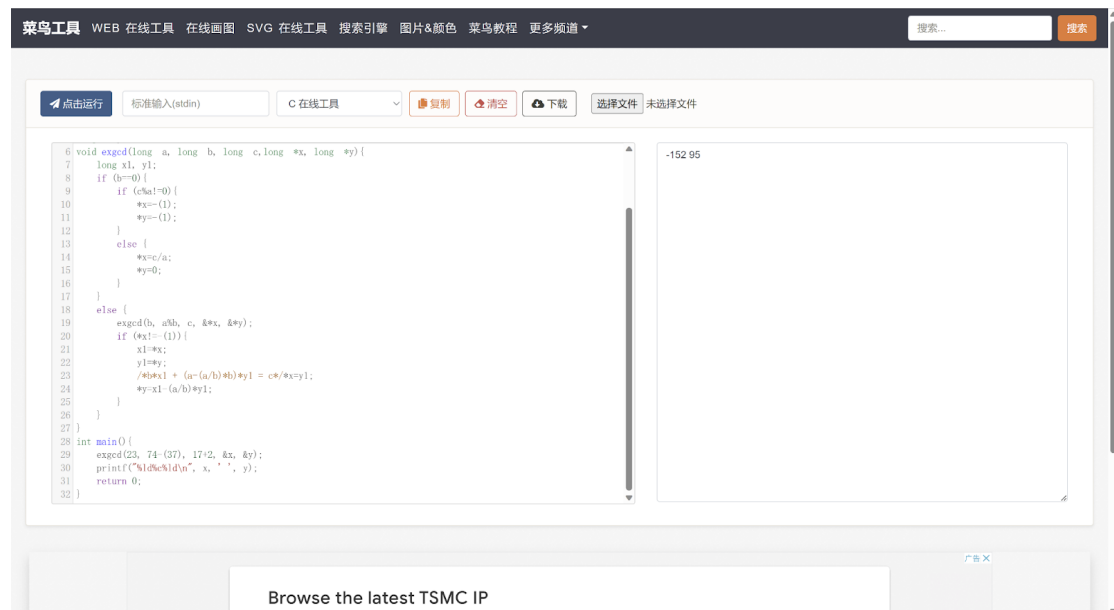 菜鸟工具 WEB 在线工具 在线画图 SVG 在线工具 搜索引擎 图片&颜色 菜鸟教程 更多频道 搜索... 搜索
点击运行 标准输入(stdin) C 在线工具 复制 清空 下载 选择文件 未选择文件
6 void exgcd(long a, long b, long c,long *x, long *y){
7 long x1, y1;
8 if (b==0){
9 if (c%a!=0){
10 *x=-(1);
11 *y=-(1);
12 }
13 else {
14 *x=c/a;
15 *y=0;
16 }
17 }
18 else {
19 exgcd(b, a%b, c, &*x, &*y);
20 if (*x!=-(1)){
21 x1=*x;
22 y1=*y;
23 /*b*x1 + (a-(a/b)*b)*y1 = c*/*x=y1;
24 *y=x1-(a/b)*y1;
25 }
26 }
27 }
28 int main(){
29 exgcd(23, 74-(37), 17+2, &x, &y);
30 printf("%ld%c%ld\n", x, ' ', y);
31 return 0;
32 }
-152 95
广告
Browse the latest TSMC IP